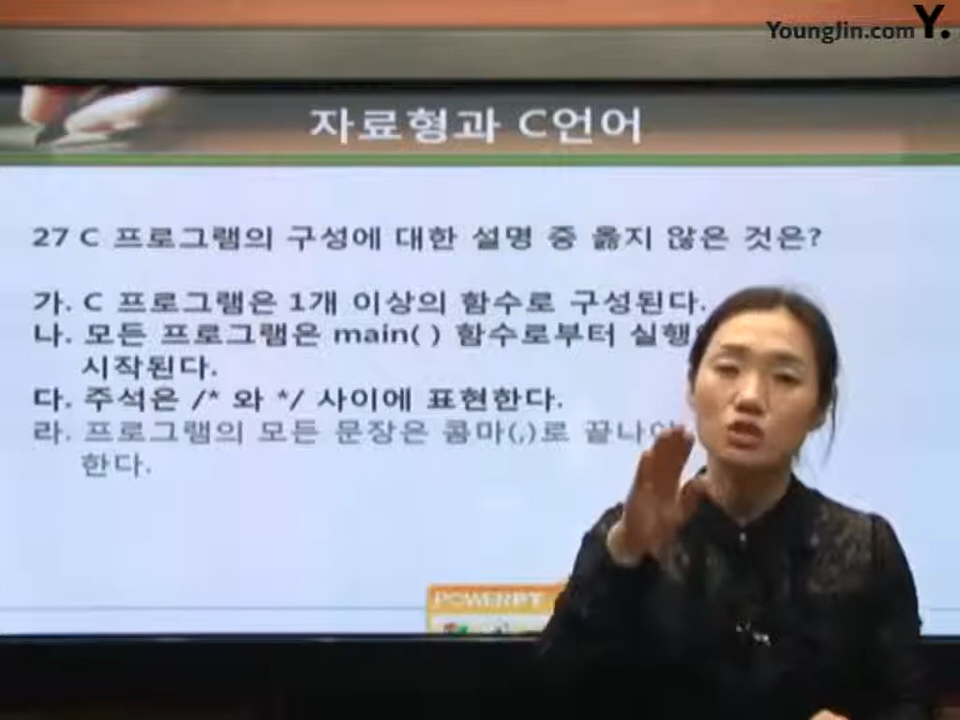 YoungJin.com Y.
자료형과 C언어
27 C 프로그램의 구성에 대한 설명 중 옳지 않은 것은?
가. C 프로그램은 1개 이상의 함수로 구성된다.
나. 모든 프로그램은 main( ) 함수로부터 실행
시작된다.
다. 주석은 /* 와 */ 사이에 표현한다.
라. 프로그램의 모든 문장은 콤마(,)로 끝나야
한다.
POWERPT